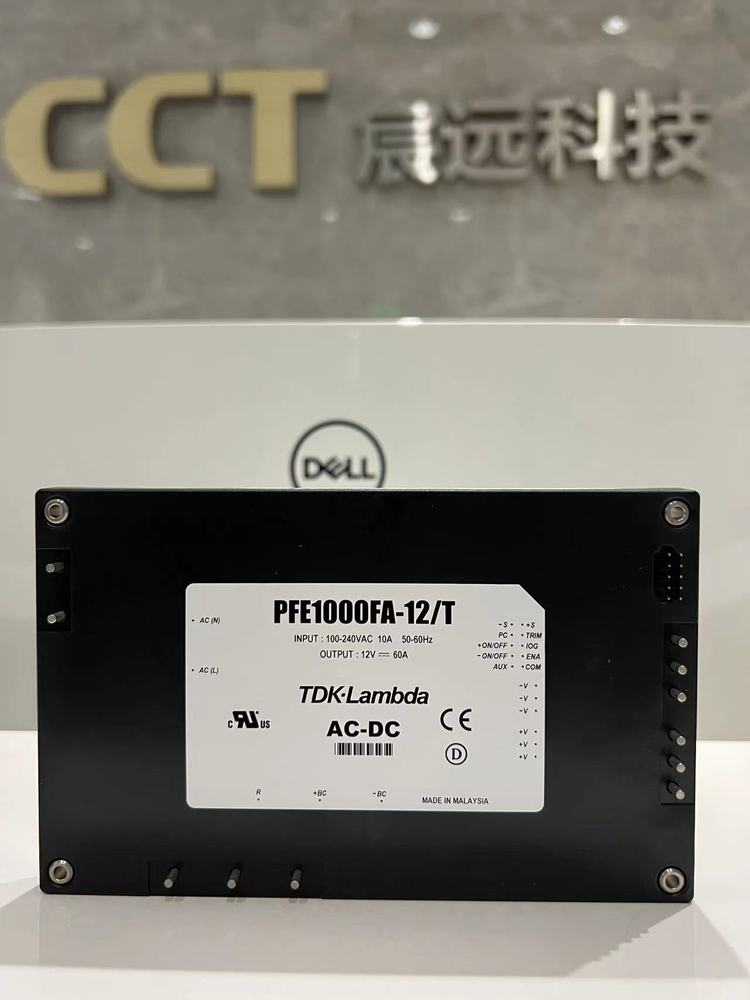 CCT 宸远科技
DELL
PFE1000FA-12/T
INPUT : 100-240VAC 10A 50-60Hz
OUTPUT : 12V ⎓ 60A
• AC (N)
• AC (L)
-S • • +S
PC • • TRIM
+ON/OFF • • IOG
-ON/OFF • • ENA
AUX • • COM
-V •
-V •
-V •
+V •
+V •
+V •
TDK·Lambda
c RU US
AC-DC
CE
D
R
+BC
-BC
MADE IN MALAYSIA